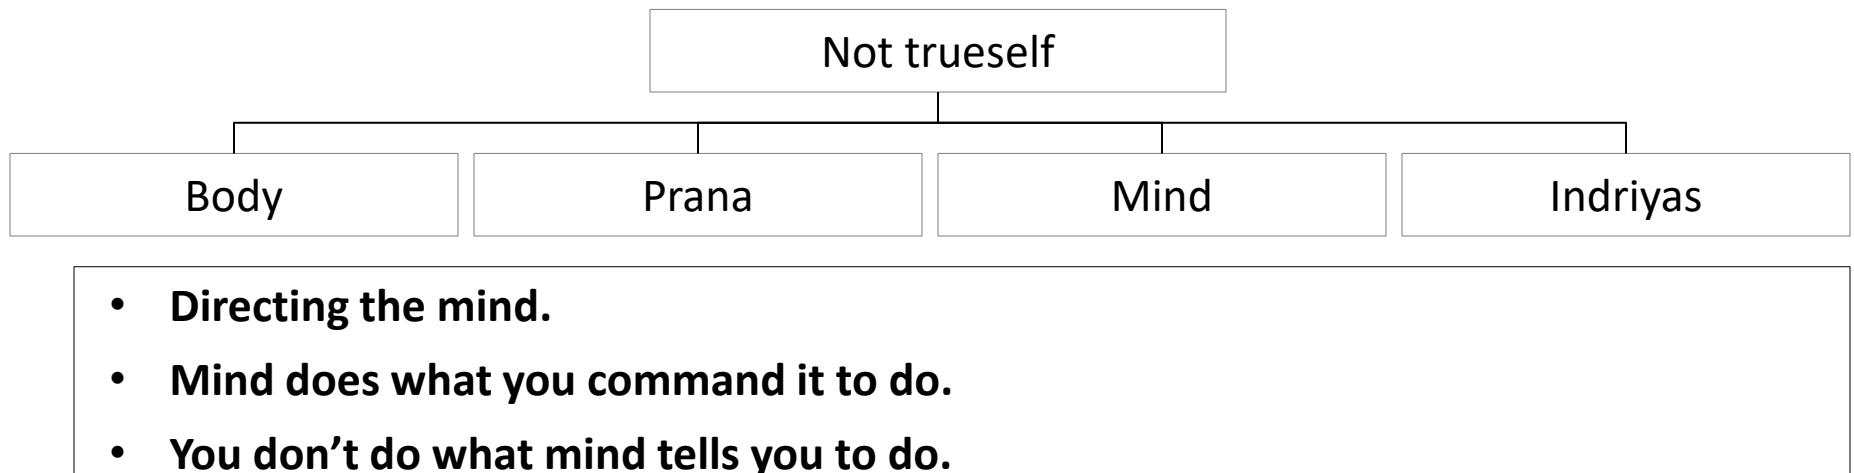 Not trueself
Body Prana Mind Indriyas
• Directing the mind.
• Mind does what you command it to do.
• You don’t do what mind tells you to do.